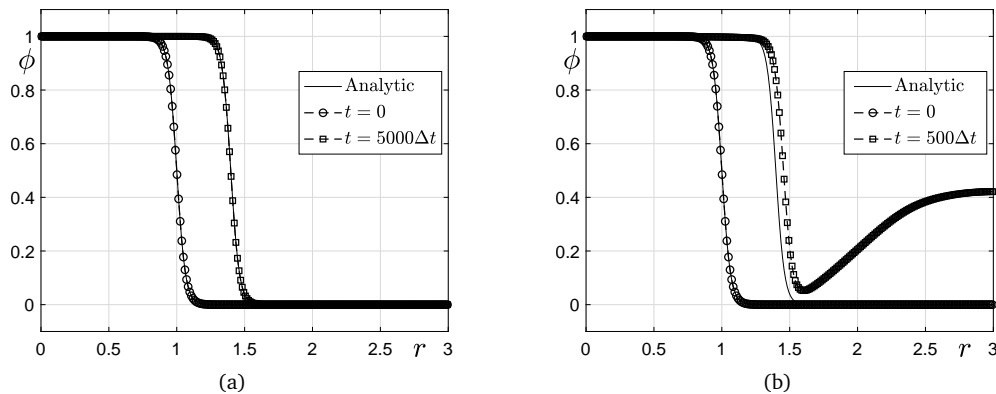 1
0.8
0.6
0.4
0.2
0
ϕ
0 0.5 1 1.5 2 2.5 3
r
Analytic
t = 0
t = 5000Δt
(a)
1
0.8
0.6
0.4
0.2
0
ϕ
0 0.5 1 1.5 2 2.5 3
r
Analytic
t = 0
t = 500Δt
(b)